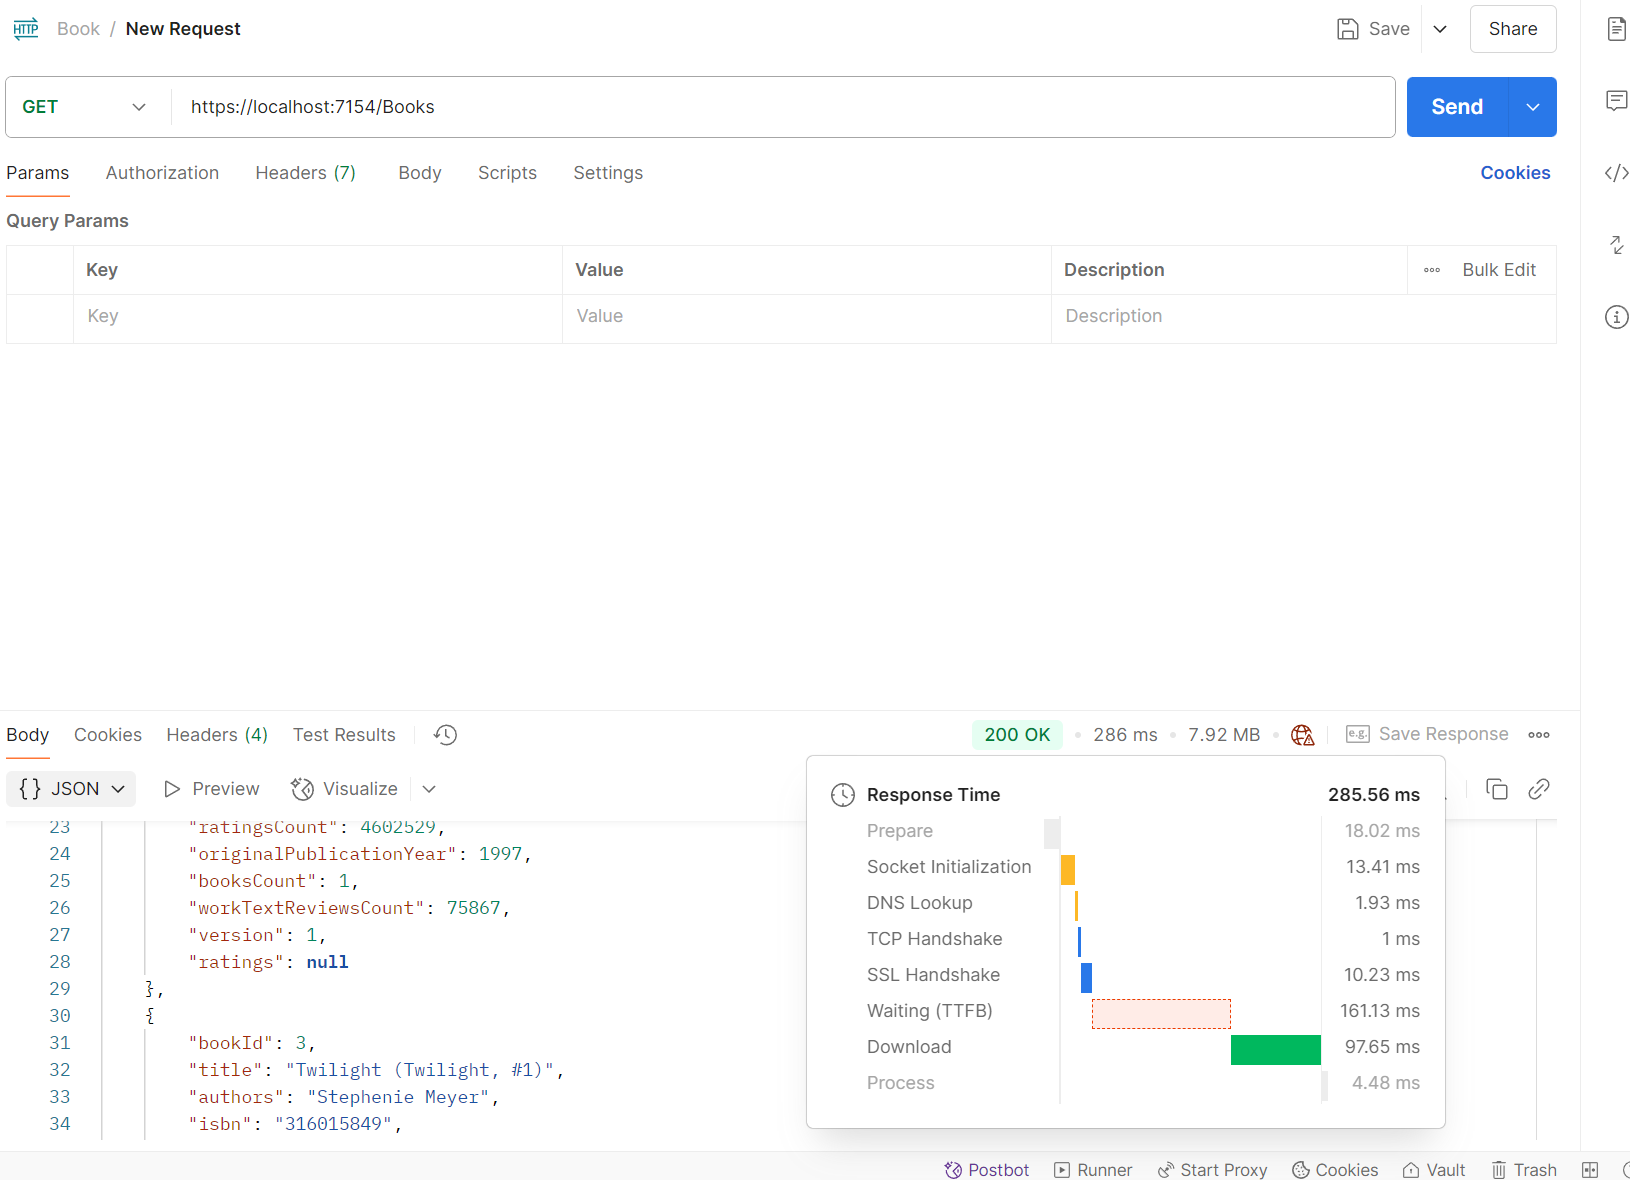 HTTP Book / New Request Save Share
GET https://localhost:7154/Books Send
Params Authorization Headers (7) Body Scripts Settings Cookies
Query Params
Key Value Description Bulk Edit
Key Value Description
Body Cookies Headers (4) Test Results 200 OK 286 ms 7.92 MB e.g. Save Response
{} JSON Preview Visualize
23 "ratingsCount": 4602529,
24 "originalPublicationYear": 1997,
25 "booksCount": 1,
26 "workTextReviewsCount": 75867,
27 "version": 1,
28 "ratings": null
29 },
30 {
31 "bookId": 3,
32 "title": "Twilight (Twilight, #1)",
33 "authors": "Stephenie Meyer",
34 "isbn": "316015849",
Response Time 285.56 ms
Prepare 18.02 ms
Socket Initialization 13.41 ms
DNS Lookup 1.93 ms
TCP Handshake 1 ms
SSL Handshake 10.23 ms
Waiting (TTFB) 161.13 ms
Download 97.65 ms
Process 4.48 ms
Postbot Runner Start Proxy Cookies Vault Trash